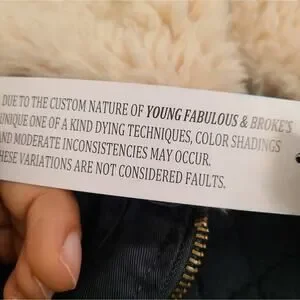 DUE TO THE CUSTOM NATURE OF YOUNG FABULOUS & BROKE'S
UNIQUE ONE OF A KIND DYING TECHNIQUES, COLOR SHADINGS
AND MODERATE INCONSISTENCIES MAY OCCUR.
THESE VARIATIONS ARE NOT CONSIDERED FAULTS.